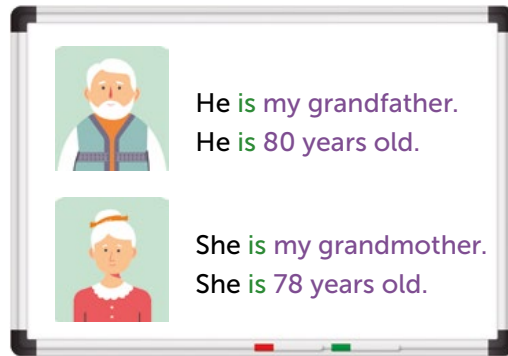 He is my grandfather.
He is 80 years old.
She is my grandmother.
She is 78 years old.